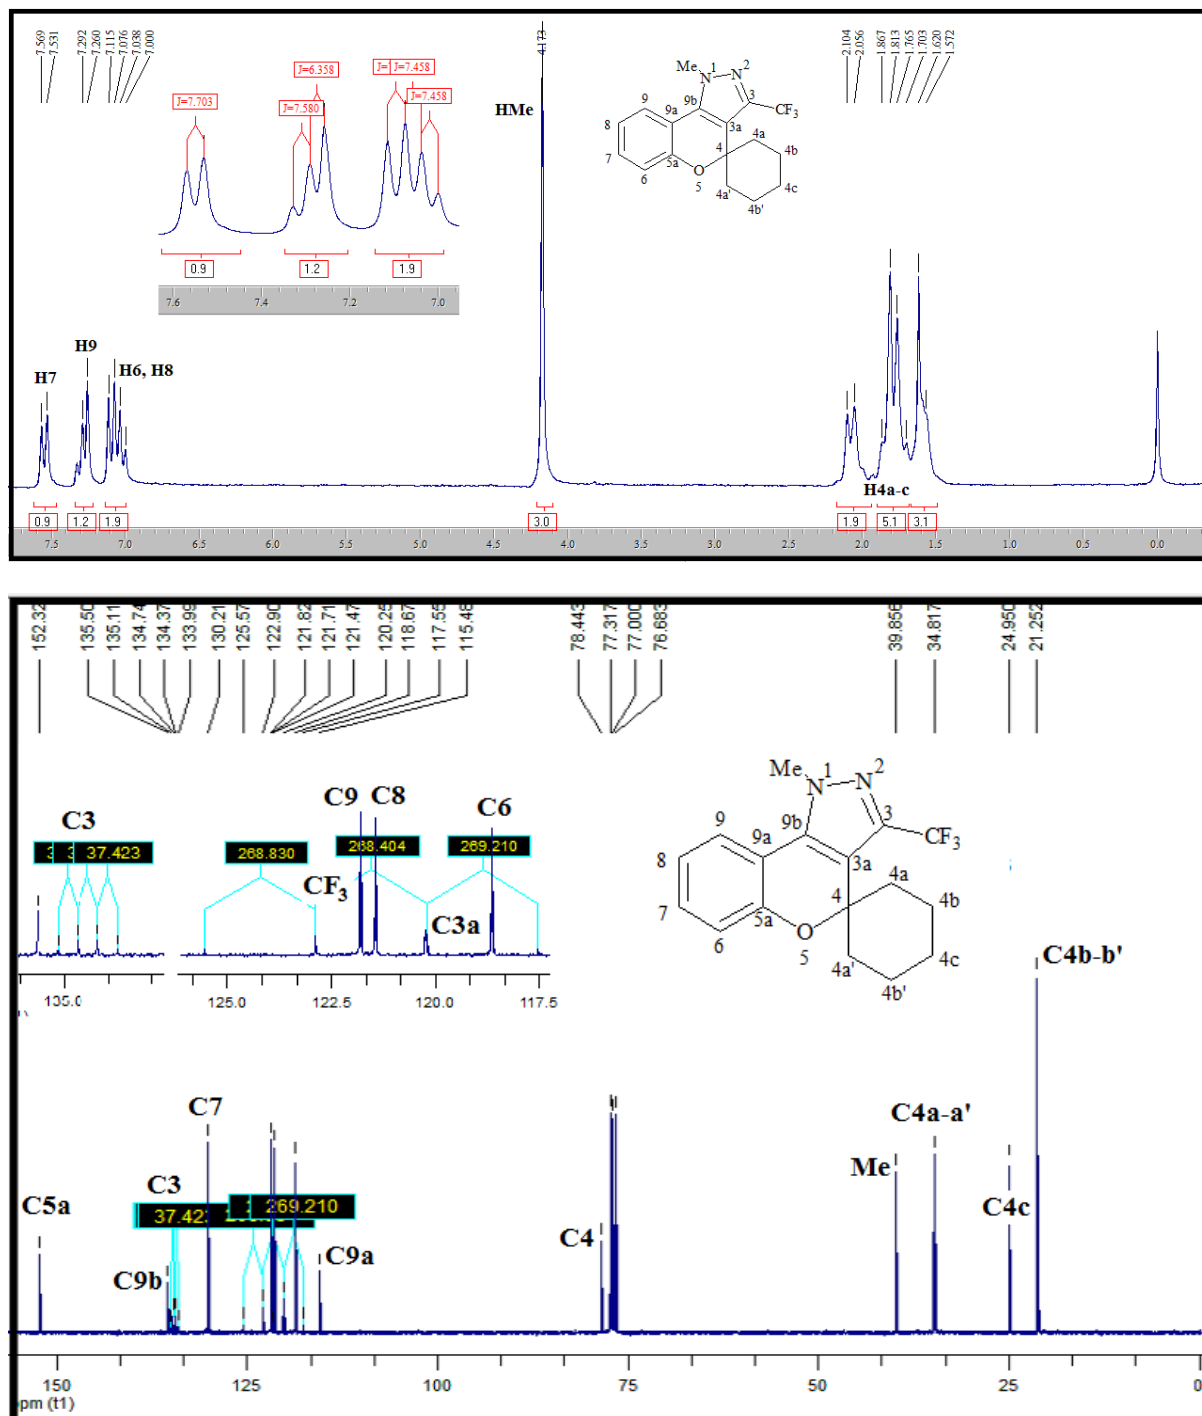 7.569 7.531 7.292 7.260 7.115 7.076 7.038 7.000 4.173 2.104 2.056 1.867 1.813 1.765 1.703 1.620 1.572
J=7.703 J=7.580 J=6.358 J=7.458 J=7.458
0.9 1.2 1.9
7.6 7.4 7.2 7.0
HMe
Me N 1 N 2 3 CF3 3a 9b 9a 9 8 7 6 5a O 5 4 4a 4b 4c 4b' 4a'
H7 H9 H6, H8 H4a-c
0.9 1.2 1.9 3.0 1.9 5.1 3.1
7.5 7.0 6.5 6.0 5.5 5.0 4.5 4.0 3.5 3.0 2.5 2.0 1.5 1.0 0.5 0.0
152.32 135.50 135.11 134.74 134.37 133.99 130.21 125.57 122.90 121.82 121.71 121.47 120.25 118.67 117.55 115.48 78.443 77.317 77.000 76.683 39.856 34.817 24.950 21.252
C3 CF3 C9 C8 C3a C6
37.423 268.830 268.404 269.210
135.0 125.0 122.5 120.0 117.5
Me N 1 N 2 3 CF3 3a 9b 9a 9 8 7 6 5a O 5 4 4a 4b 4c 4b' 4a'
C5a C9b C3 C7 C9a C4 Me C4a-a' C4c C4b-b'
269.210
150 125 100 75 50 25
ppm (t1)